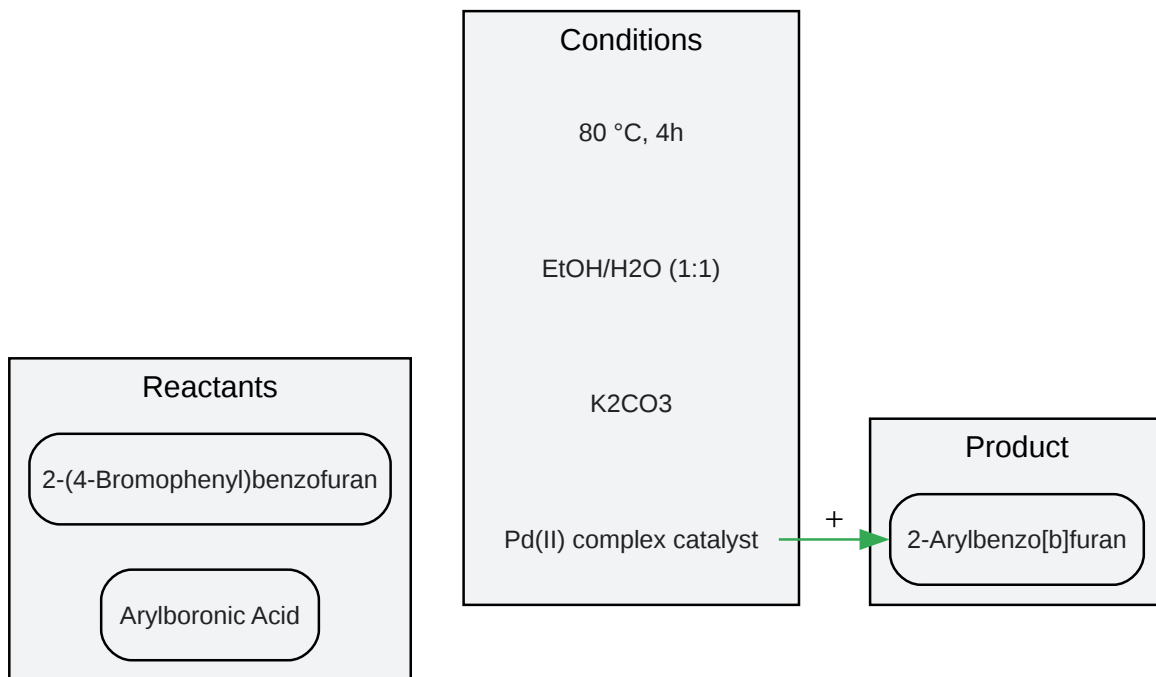 Reactants
2-(4-Bromophenyl)benzofuran
Arylboronic Acid
Conditions
80 °C, 4h
EtOH/H2O (1:1)
K2CO3
Pd(II) complex catalyst
+
Product
2-Arylbenzo[b]furan